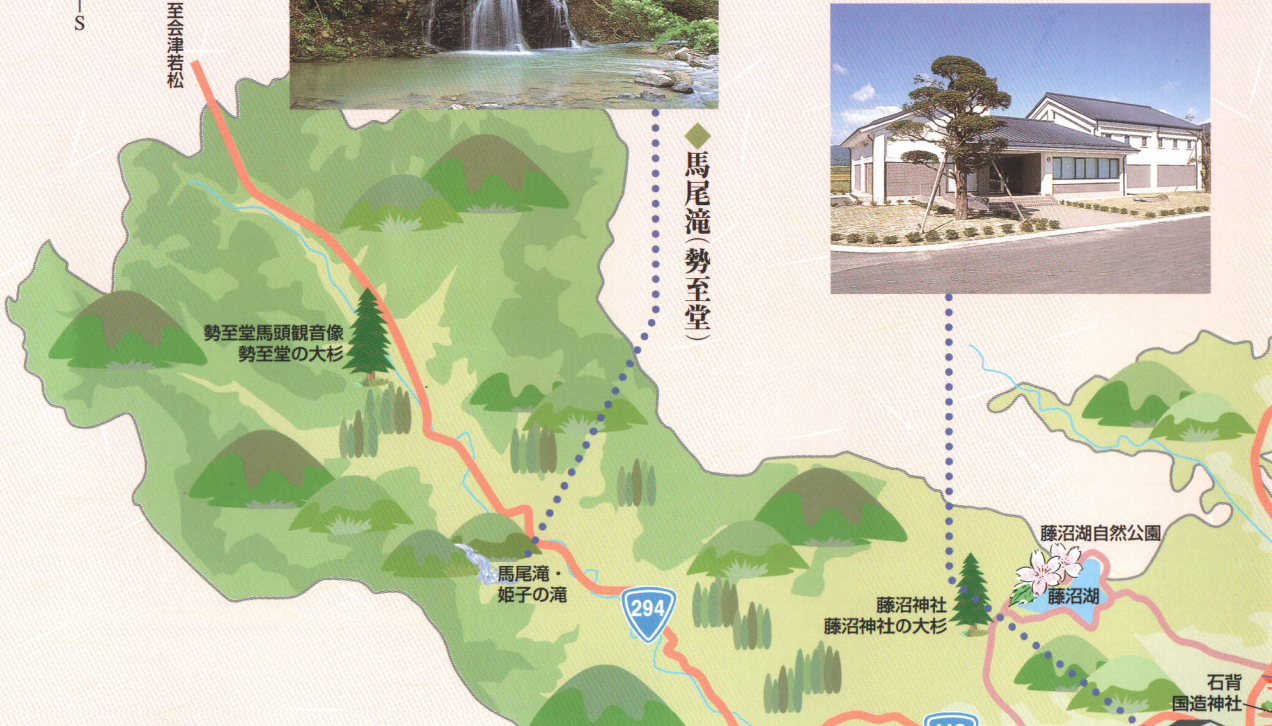 S
至会津若松
◆馬尾滝(勢至堂)
勢至堂馬頭観音像
勢至堂の大杉
馬尾滝・
姫子の滝
294
藤沼湖自然公園
藤沼湖
藤沼神社
藤沼神社の大杉
石背
国造神社